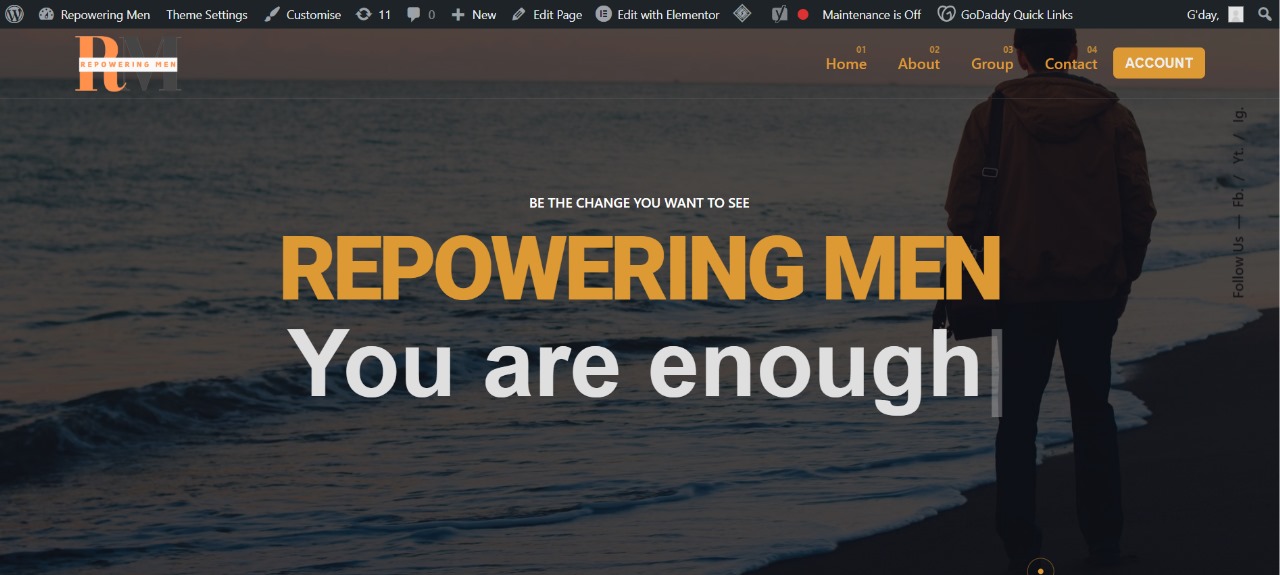 Repowering Men Theme Settings Customise 11 0 New Edit Page Edit with Elementor Maintenance is Off GoDaddy Quick Links G'day,
RM
REPOWERING MEN
01 02 03 04
Home About Group Contact ACCOUNT
Follow Us — Fb. / Yt. / Ig.
BE THE CHANGE YOU WANT TO SEE
REPOWERING MEN
You are enough